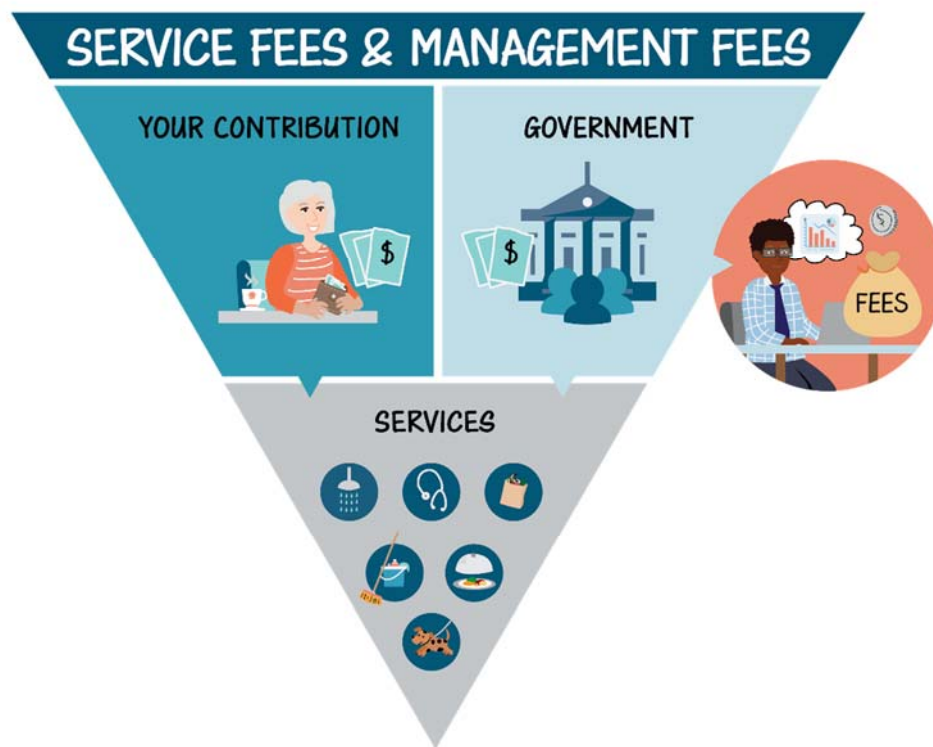 SERVICE FEES & MANAGEMENT FEES
YOUR CONTRIBUTION
GOVERNMENT
$
$
$
FEES
SERVICES